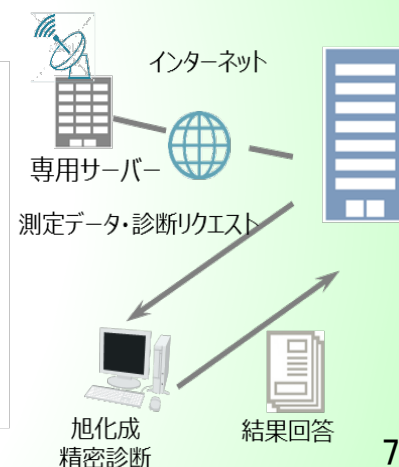 インターネット
専用サーバー
測定データ・診断リクエスト
旭化成
精密診断
結果回答
7